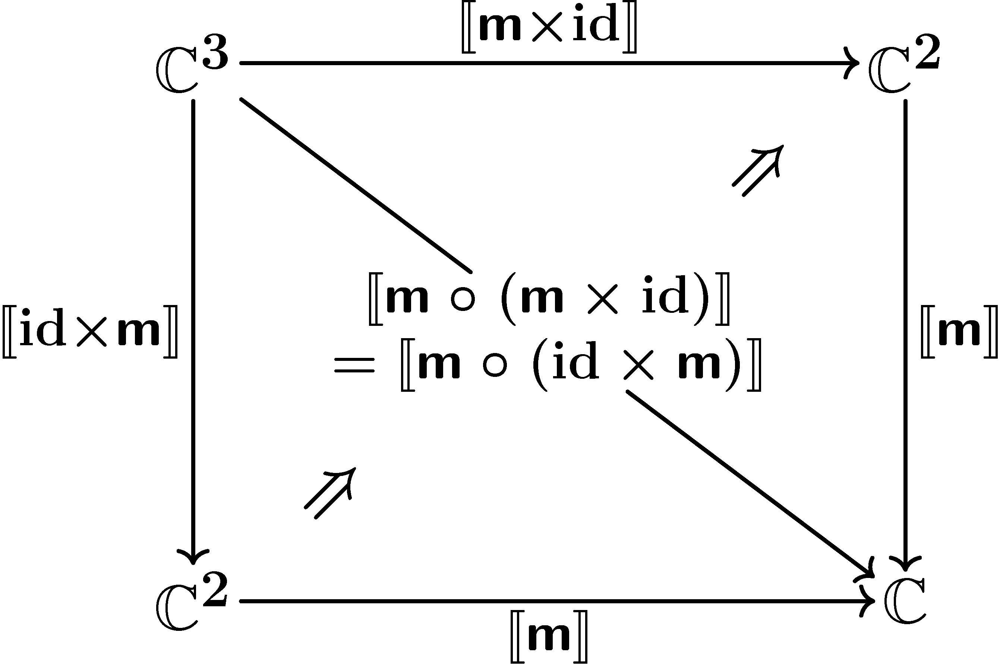 ⟦m×id⟧
ℂ³ ℂ²
⟦m ∘ (m × id)⟧
⟦id×m⟧ ⟦m⟧
= ⟦m ∘ (id × m)⟧
ℂ² ℂ
⟦m⟧